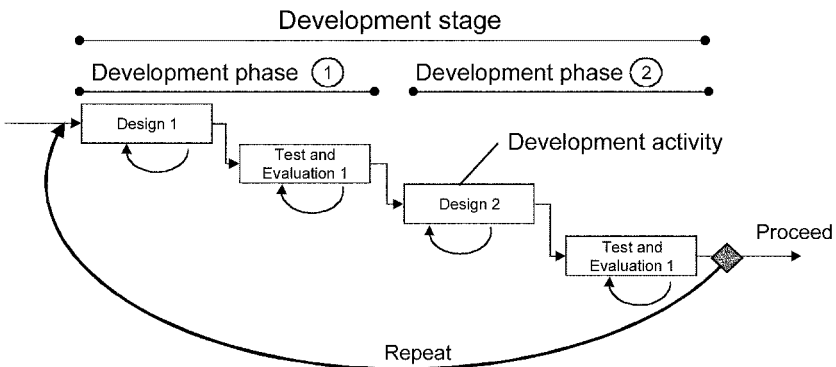 Development stage
Development phase 1
Development phase 2
Design 1
Test and
Evaluation 1
Development activity
Design 2
Test and
Evaluation 1
Proceed
Repeat